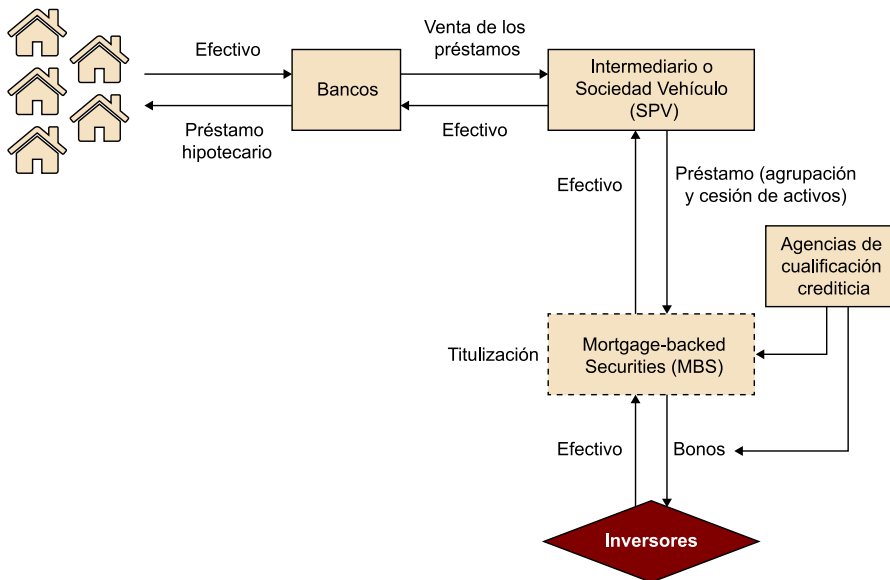 Efectivo
Préstamo
hipotecario
Bancos
Venta de los
préstamos
Efectivo
Intermediario o
Sociedad Vehículo
(SPV)
Efectivo
Préstamo (agrupación
y cesión de activos)
Agencias de
cualificación
crediticia
Titulización
Mortgage-backed
Securities (MBS)
Efectivo
Bonos
Inversores